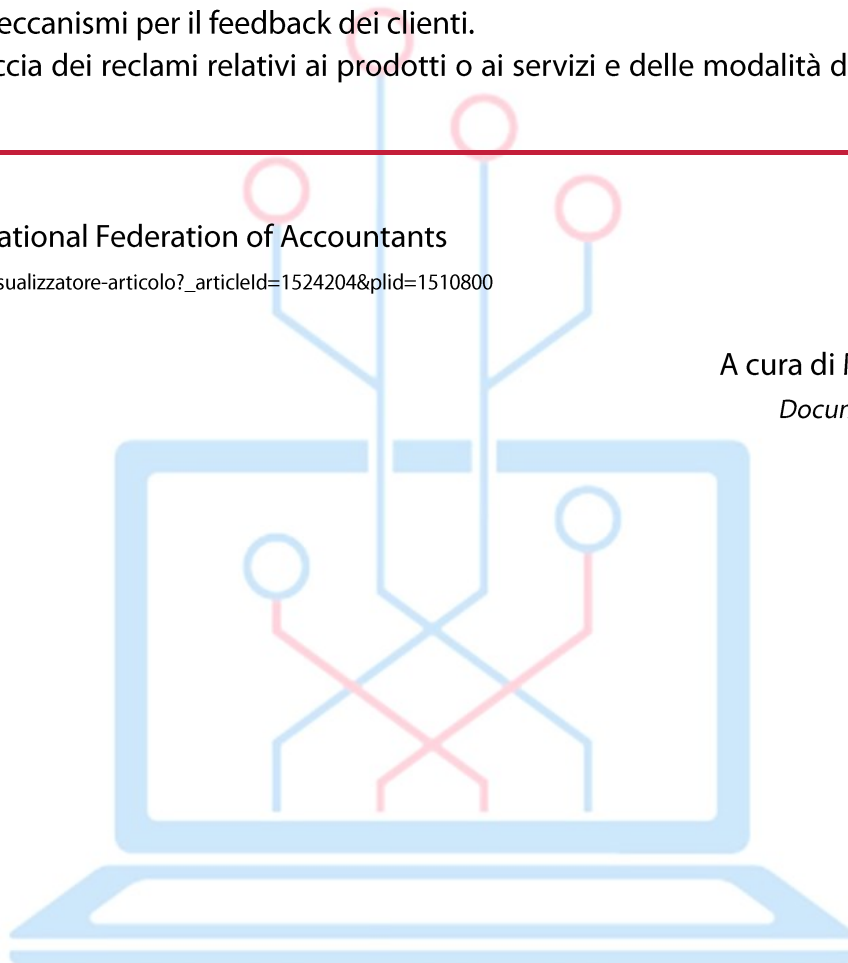 eccanismi per il feedback dei clienti.
ccia dei reclami relativi ai prodotti o ai servizi e delle modalità d
ational Federation of Accountants
sualizzatore-articolo?_articleId=1524204&plid=1510800
A cura di
Docur